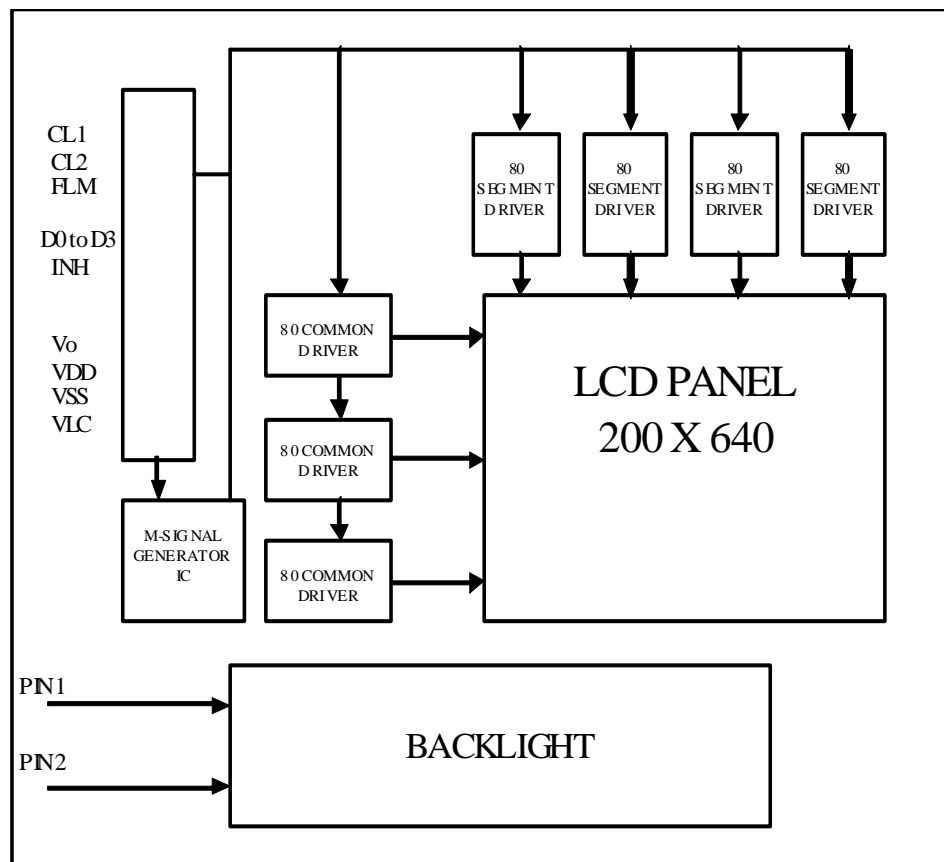 CL1
CL2
FLM
D0 to D3
INH
Vo
VDD
VSS
VLC
M-SIGNAL
GENERATOR
IC
80 COMMON
DRIVER
80 COMMON
DRIVER
80 COMMON
DRIVER
80
SEGMENT
DRIVER
80
SEGMENT
DRIVER
80
SEGMENT
DRIVER
80
SEGMENT
DRIVER
LCD PANEL
200 X 640
PIN1
PIN2
BACKLIGHT